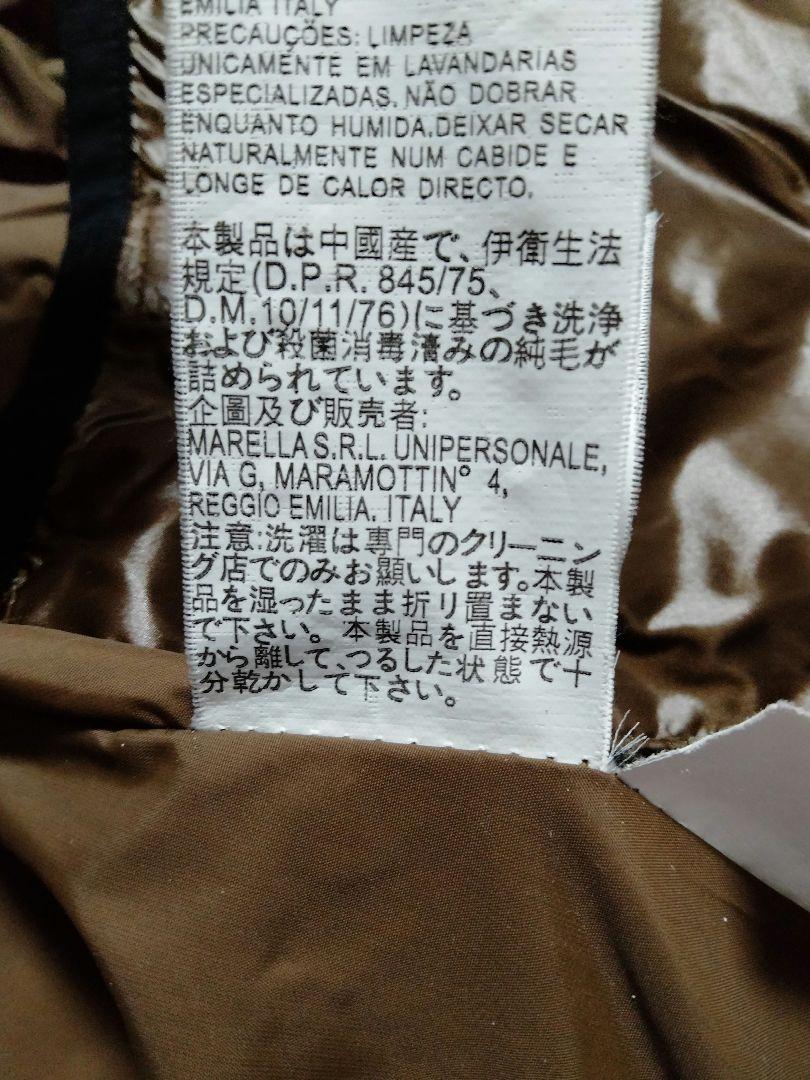 EMILIA ITALY
PRECAUÇÕES: LIMPEZA
UNICAMENTE EM LAVANDARIAS
ESPECIALIZADAS. NÃO DOBRAR
ENQUANTO HUMIDA.DEIXAR SECAR
NATURALMENTE NUM CABIDE E
LONGE DE CALOR DIRECTO.
本製品は中國産で、伊衛生法
規定(D.P.R. 845/75、
D.M.10/11/76)に基づき洗浄
および殺菌消毒済みの純毛が
詰められています。
企圖及び販売者:
MARELLA S.R.L. UNIPERSONALE,
VIA G, MARAMOTTIN° 4,
REGGIO EMILIA. ITALY
注意:洗濯は專門のクリーニン
グ店でのみお願いします。本製
品を湿ったまま折り置まない
で下さい。本製品を直接熱源
から離して、つるした状態で十
分乾かして下さい。